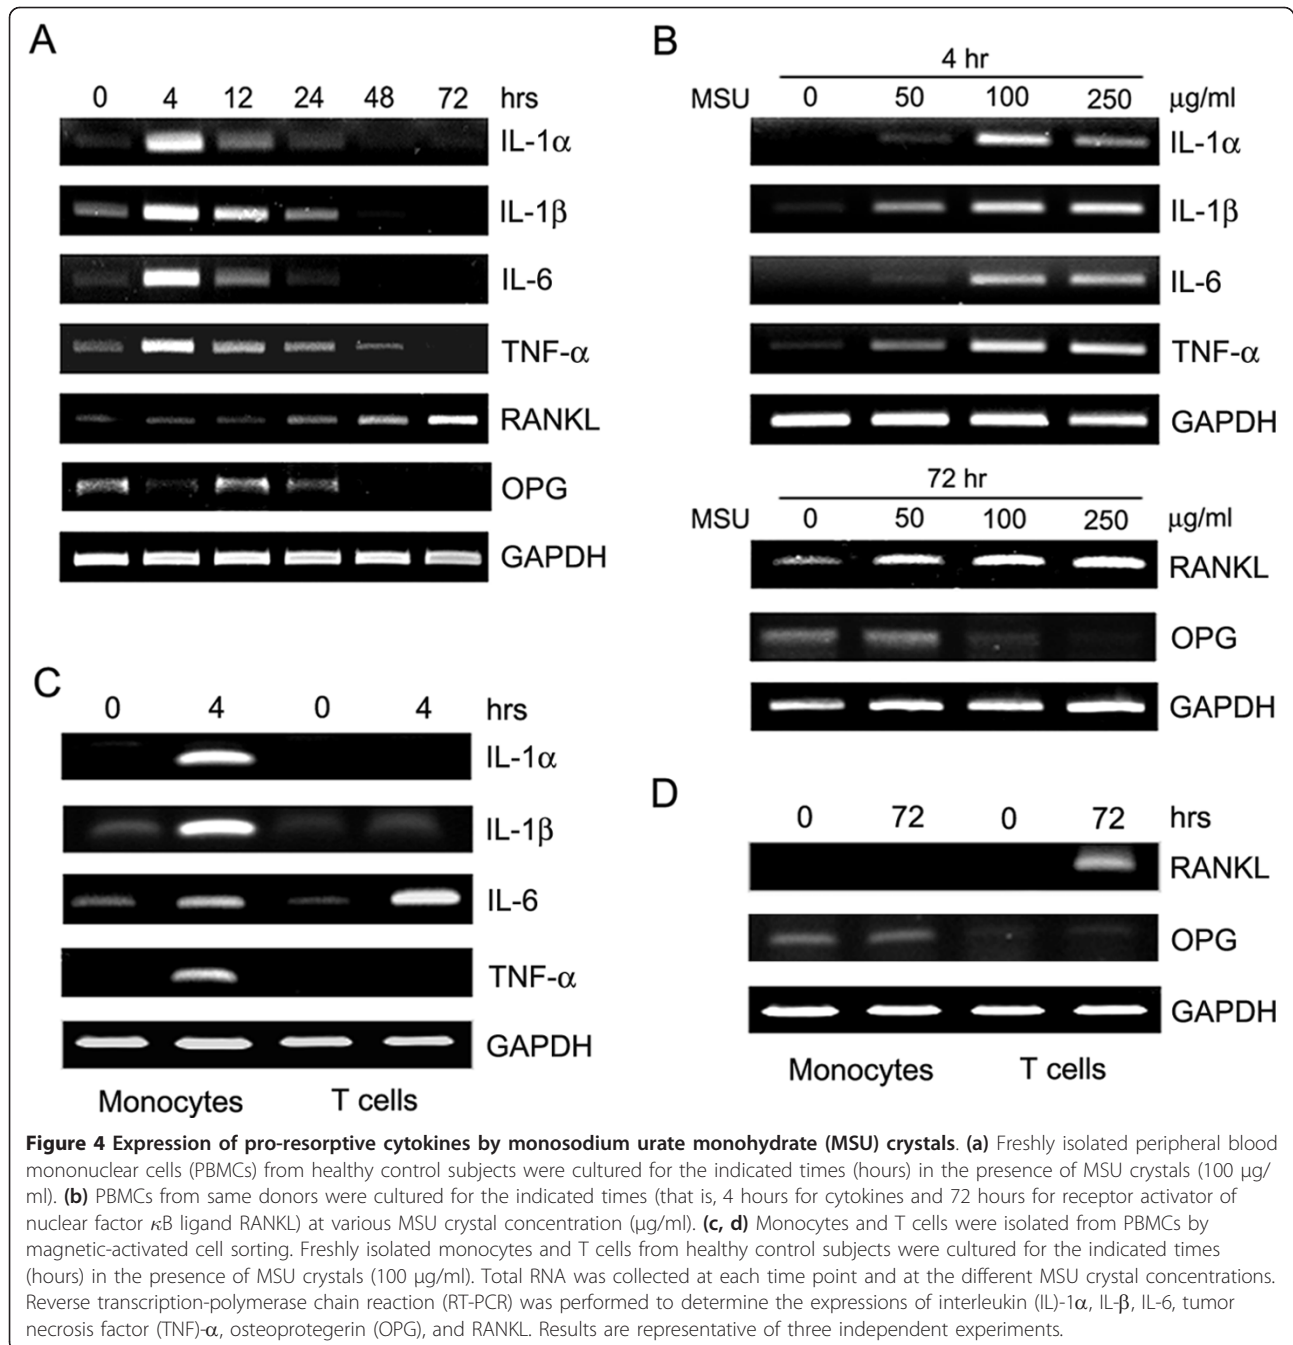 A
0 4 12 24 48 72 hrs
IL-1α
IL-1β
IL-6
TNF-α
RANKL
OPG
GAPDH
B
4 hr
MSU 0 50 100 250 μg/ml
IL-1α
IL-1β
IL-6
TNF-α
GAPDH
72 hr
MSU 0 50 100 250 μg/ml
RANKL
OPG
GAPDH
C
0 4 0 4 hrs
IL-1α
IL-1β
IL-6
TNF-α
GAPDH
Monocytes T cells
D
0 72 0 72 hrs
RANKL
OPG
GAPDH
Monocytes T cells
Figure 4 Expression of pro-resorptive cytokines by monosodium urate monohydrate (MSU) crystals. (a) Freshly isolated peripheral blood
mononuclear cells (PBMCs) from healthy control subjects were cultured for the indicated times (hours) in the presence of MSU crystals (100 μg/
ml). (b) PBMCs from same donors were cultured for the indicated times (that is, 4 hours for cytokines and 72 hours for receptor activator of
nuclear factor κB ligand RANKL) at various MSU crystal concentration (μg/ml). (c, d) Monocytes and T cells were isolated from PBMCs by
magnetic-activated cell sorting. Freshly isolated monocytes and T cells from healthy control subjects were cultured for the indicated times
(hours) in the presence of MSU crystals (100 μg/ml). Total RNA was collected at each time point and at the different MSU crystal concentrations.
Reverse transcription-polymerase chain reaction (RT-PCR) was performed to determine the expressions of interleukin (IL)-1α, IL-β, IL-6, tumor
necrosis factor (TNF)-α, osteoprotegerin (OPG), and RANKL. Results are representative of three independent experiments.